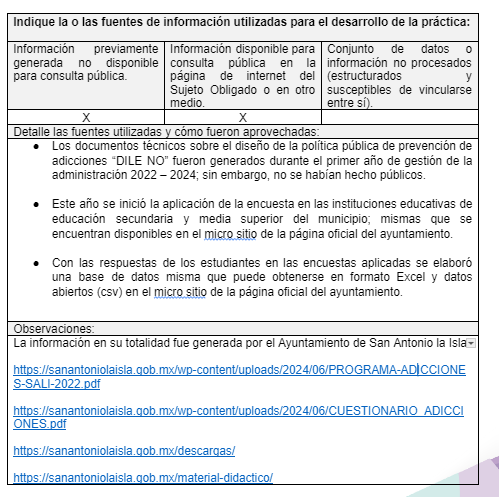 Indique la o las fuentes de información utilizadas para el desarrollo de la práctica:
Información previamente generada no disponible para consulta pública.
Información disponible para consulta pública en la página de internet del Sujeto Obligado o en otro medio.
Conjunto de datos o información no procesados (estructurados y susceptibles de vincularse entre sí).
X
X
Detalle las fuentes utilizadas y cómo fueron aprovechadas:
● Los documentos técnicos sobre el diseño de la política pública de prevención de
adicciones “DILE NO” fueron generados durante el primer año de gestión de la
administración 2022 – 2024; sin embargo, no se habían hecho públicos.
● Este año se inició la aplicación de la encuesta en las instituciones educativas de
educación secundaria y media superior del municipio; mismas que se
encuentran disponibles en el micro sitio de la página oficial del ayuntamiento.
● Con las respuestas de los estudiantes en las encuestas aplicadas se elaboró
una base de datos misma que puede obtenerse en formato Excel y datos
abiertos (csv) en el micro sitio de la página oficial del ayuntamiento.
Observaciones:
La información en su totalidad fue generada por el Ayuntamiento de San Antonio la Isla
https://sanantoniolaisla.gob.mx/wp-content/uploads/2024/06/PROGRAMA-ADICCIONE
S-SALI-2022.pdf
https://sanantoniolaisla.gob.mx/wp-content/uploads/2024/06/CUESTIONARIO_ADICCI
ONES.pdf
https://sanantoniolaisla.gob.mx/descargas/
https://sanantoniolaisla.gob.mx/material-didactico/